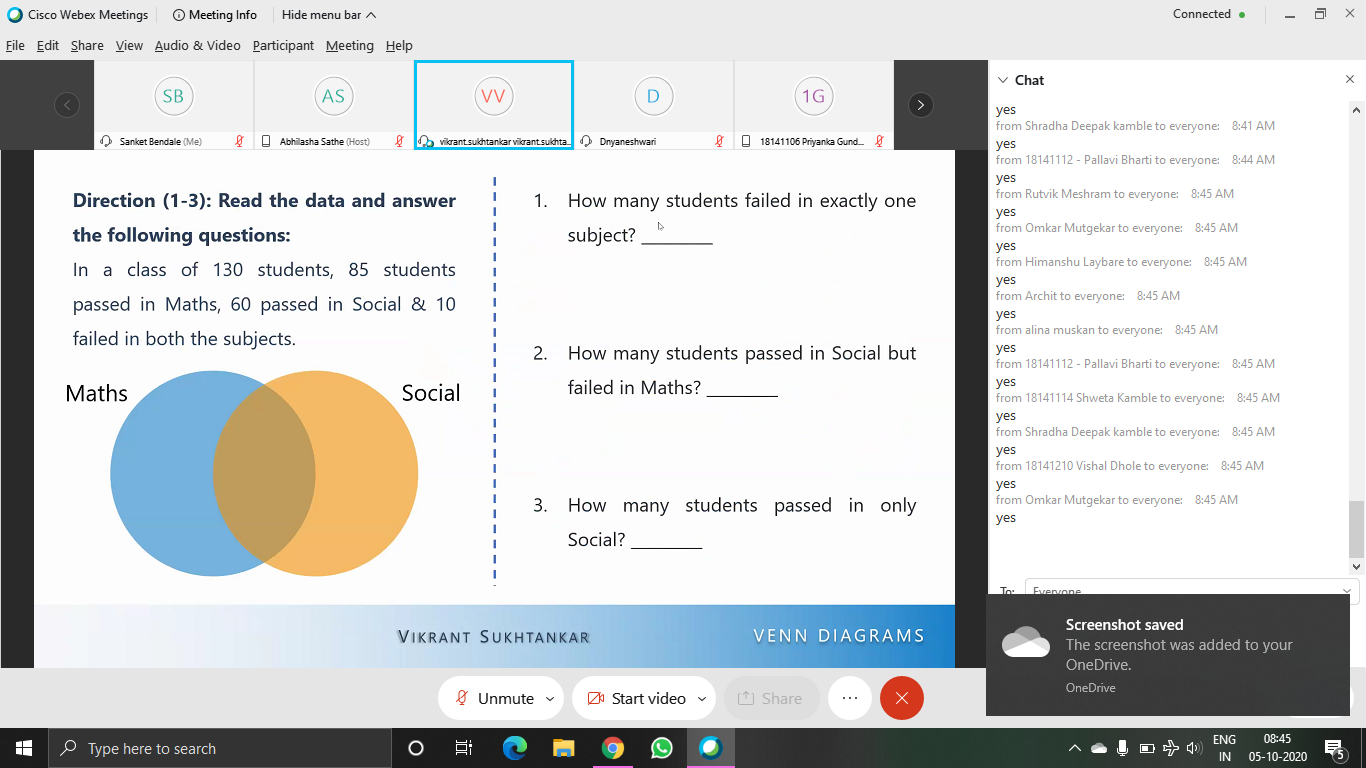 Cisco Webex Meetings
Meeting Info
Hide menu bar
Connected
File Edit Share View Audio & Video Participant Meeting Help
SB
AS
VV
D
1G
Sanket Bendale (Me)
Abhilasha Sathe (Host)
vikrant.sukhtankar vikrant.sukhta...
Dnyaneshwari
18141106 Priyanka Gund...
Direction (1-3): Read the data and answer
the following questions:
In a class of 130 students, 85 students
passed in Maths, 60 passed in Social & 10
failed in both the subjects.
Maths
Social
1. How many students failed in exactly one
subject? ________
2. How many students passed in Social but
failed in Maths? ________
3. How many students passed in only
Social? ________
VIKRANT SUKHTANKAR
VENN DIAGRAMS
Chat
yes
from Shradha Deepak kamble to everyone: 8:41 AM
yes
from 18141112 - Pallavi Bharti to everyone: 8:44 AM
yes
from Rutvik Meshram to everyone: 8:45 AM
yes
from Omkar Mutgekar to everyone: 8:45 AM
yes
from Himanshu Laybare to everyone: 8:45 AM
yes
from Archit to everyone: 8:45 AM
yes
from alina muskan to everyone: 8:45 AM
yes
from 18141112 - Pallavi Bharti to everyone: 8:45 AM
yes
from 18141114 Shweta Kamble to everyone: 8:45 AM
yes
from Shradha Deepak kamble to everyone: 8:45 AM
yes
from 18141210 Vishal Dhole to everyone: 8:45 AM
yes
from Omkar Mutgekar to everyone: 8:45 AM
yes
To: Everyone
Screenshot saved
The screenshot was added to your
OneDrive.
OneDrive
Unmute
Start video
Share
Type here to search
ENG
IN
08:45
05-10-2020
5